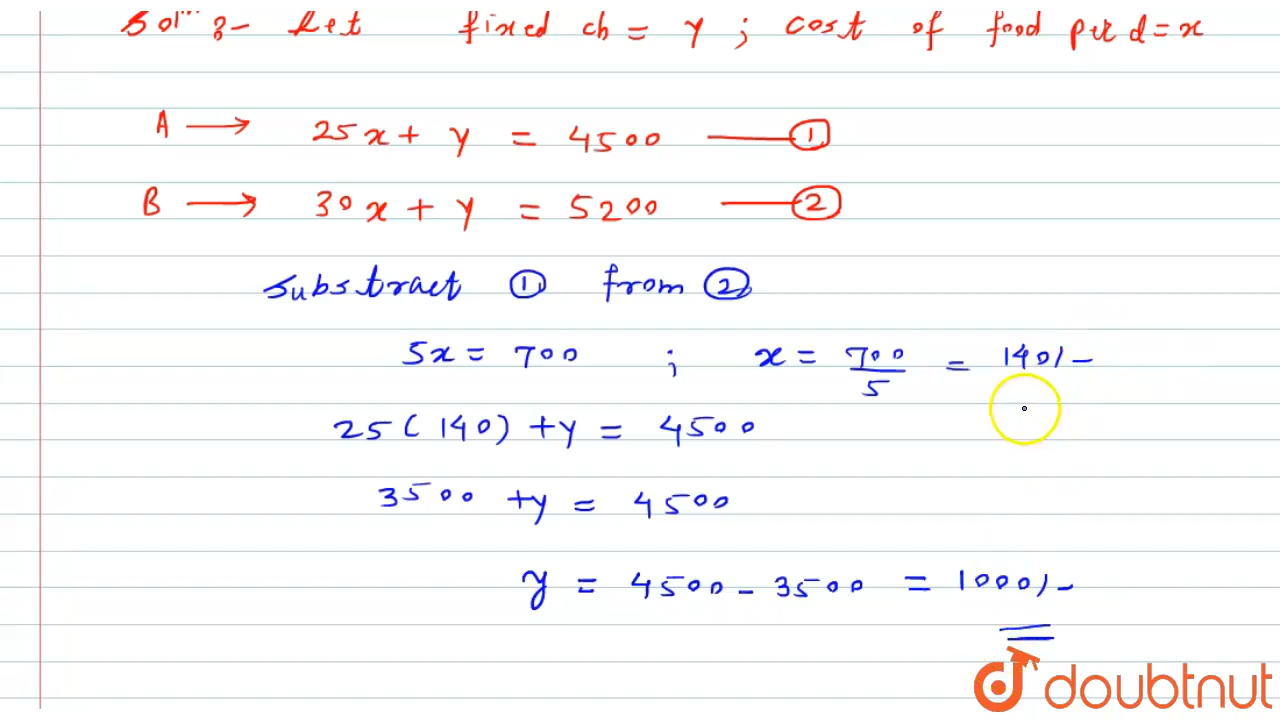 Solⁿ :- Let fixed ch = y ; cost of food per d = x
A → 25x + y = 4500 — ①
B → 30x + y = 5200 — ②
Substract ① from ②
5x = 700 ; x = 700/5 = 140/-
25(140) + y = 4500
3500 + y = 4500
y = 4500 - 3500 = 1000/-
doubtnut